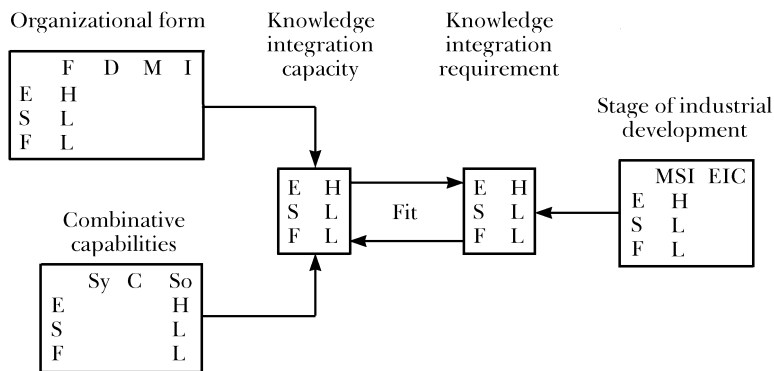 Organizational form
F D M I
E H
S L
F L
Knowledge
integration
capacity
Knowledge
integration
requirement
Stage of industrial
development
MSI EIC
E H
S L
F L
E H
S L
F L
Fit
E H
S L
F L
Combinative
capabilities
Sy C So
E H
S L
F L